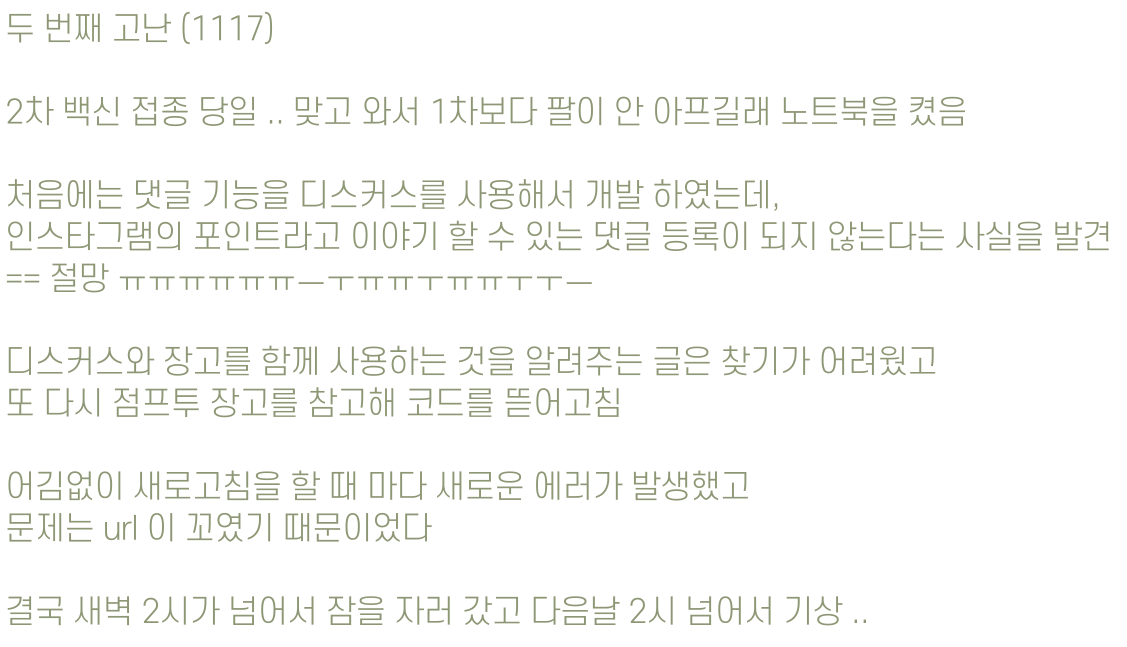 두 번째 고난 (1117)
2차 백신 접종 당일 .. 맞고 와서 1차보다 팔이 안 아프길래 노트북을 켰음
처음에는 댓글 기능을 디스커스를 사용해서 개발 하였는데,
인스타그램의 포인트라고 이야기 할 수 있는 댓글 등록이 되지 않는다는 사실을 발견
== 절망 ㅠㅠㅠㅠㅠㅠㅡㅜㅠㅠㅜㅠㅠㅜㅜㅡ
디스커스와 장고를 함께 사용하는 것을 알려주는 글은 찾기가 어려웠고
또 다시 점프투 장고를 참고해 코드를 뜯어고침
어김없이 새로고침을 할 때 마다 새로운 에러가 발생했고
문제는 url 이 꼬였기 때문이었다
결국 새벽 2시가 넘어서 잠을 자러 갔고 다음날 2시 넘어서 기상 ..